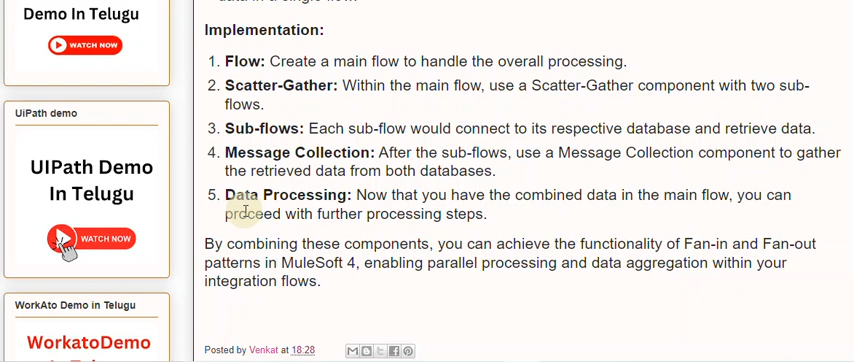 Demo In Telugu
WATCH NOW
UiPath demo
UIPath Demo
In Telugu
WATCH NOW
WorkAto Demo in Telugu
WorkatoDemo
Implementation:
1. Flow: Create a main flow to handle the overall processing.
2. Scatter-Gather: Within the main flow, use a Scatter-Gather component with two sub-
flows.
3. Sub-flows: Each sub-flow would connect to its respective database and retrieve data.
4. Message Collection: After the sub-flows, use a Message Collection component to gather
the retrieved data from both databases.
5. Data Processing: Now that you have the combined data in the main flow, you can
proceed with further processing steps.
By combining these components, you can achieve the functionality of Fan-in and Fan-out
patterns in MuleSoft 4, enabling parallel processing and data aggregation within your
integration flows.
Posted by Venkat at 18:28